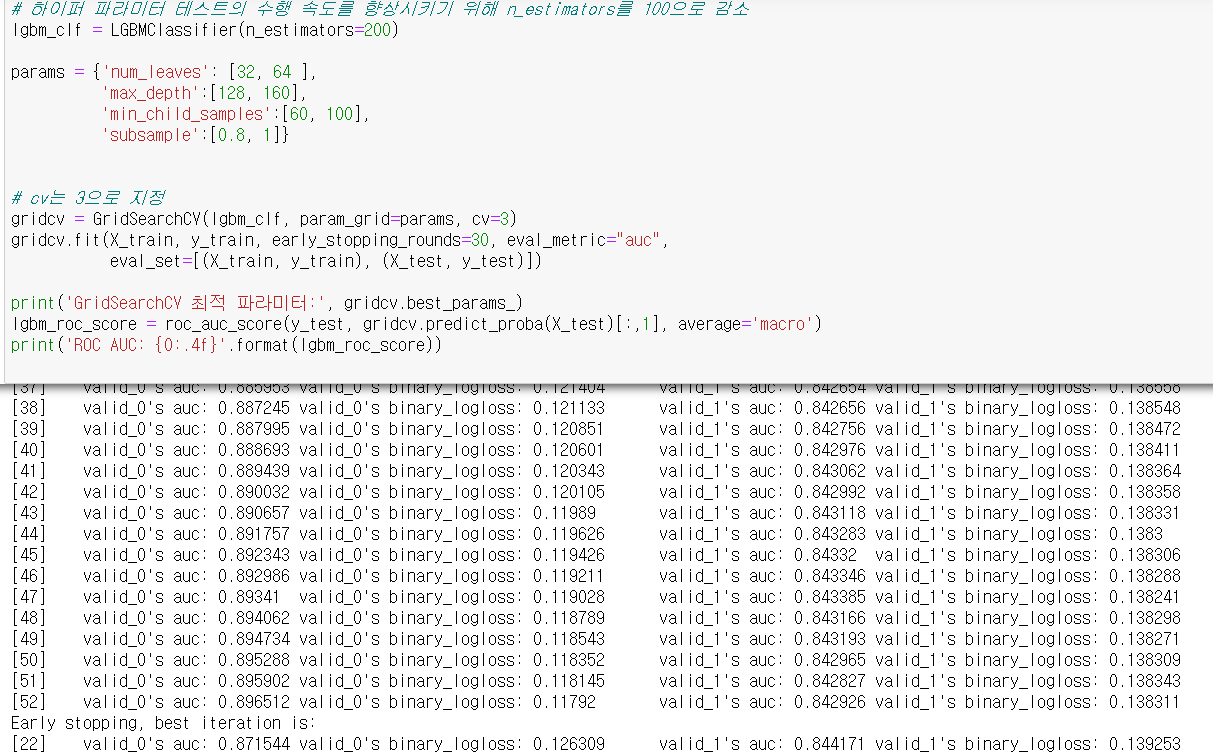 # 하이퍼 파라미터 테스트의 수행 속도를 향상시키기 위해 n_estimators를 100으로 감소
lgbm_clf = LGBMClassifier(n_estimators=200)
params = {'num_leaves': [32, 64 ],
'max_depth':[128, 160],
'min_child_samples':[60, 100],
'subsample':[0.8, 1]}
# cv는 3으로 지정
gridcv = GridSearchCV(lgbm_clf, param_grid=params, cv=3)
gridcv.fit(X_train, y_train, early_stopping_rounds=30, eval_metric="auc",
eval_set=[(X_train, y_train), (X_test, y_test)])
print('GridSearchCV 최적 파라미터:', gridcv.best_params_)
lgbm_roc_score = roc_auc_score(y_test, gridcv.predict_proba(X_test)[:,1], average='macro')
print('ROC AUC: {0:.4f}'.format(lgbm_roc_score))
[37] valid_0's auc: 0.885953 valid_0's binary_logloss: 0.121404 valid_1's auc: 0.842654 valid_1's binary_logloss: 0.138558
[38] valid_0's auc: 0.887245 valid_0's binary_logloss: 0.121133 valid_1's auc: 0.842656 valid_1's binary_logloss: 0.138548
[39] valid_0's auc: 0.887995 valid_0's binary_logloss: 0.120851 valid_1's auc: 0.842756 valid_1's binary_logloss: 0.138472
[40] valid_0's auc: 0.888693 valid_0's binary_logloss: 0.120601 valid_1's auc: 0.842976 valid_1's binary_logloss: 0.138411
[41] valid_0's auc: 0.889439 valid_0's binary_logloss: 0.120343 valid_1's auc: 0.843062 valid_1's binary_logloss: 0.138364
[42] valid_0's auc: 0.890032 valid_0's binary_logloss: 0.120105 valid_1's auc: 0.842992 valid_1's binary_logloss: 0.138358
[43] valid_0's auc: 0.890657 valid_0's binary_logloss: 0.11989 valid_1's auc: 0.843118 valid_1's binary_logloss: 0.138331
[44] valid_0's auc: 0.891757 valid_0's binary_logloss: 0.119626 valid_1's auc: 0.843283 valid_1's binary_logloss: 0.1383
[45] valid_0's auc: 0.892343 valid_0's binary_logloss: 0.119426 valid_1's auc: 0.84332 valid_1's binary_logloss: 0.138306
[46] valid_0's auc: 0.892986 valid_0's binary_logloss: 0.119211 valid_1's auc: 0.843346 valid_1's binary_logloss: 0.138288
[47] valid_0's auc: 0.89341 valid_0's binary_logloss: 0.119028 valid_1's auc: 0.843385 valid_1's binary_logloss: 0.138241
[48] valid_0's auc: 0.894062 valid_0's binary_logloss: 0.118789 valid_1's auc: 0.843166 valid_1's binary_logloss: 0.138298
[49] valid_0's auc: 0.894734 valid_0's binary_logloss: 0.118543 valid_1's auc: 0.843193 valid_1's binary_logloss: 0.138271
[50] valid_0's auc: 0.895288 valid_0's binary_logloss: 0.118352 valid_1's auc: 0.842965 valid_1's binary_logloss: 0.138309
[51] valid_0's auc: 0.895902 valid_0's binary_logloss: 0.118145 valid_1's auc: 0.842827 valid_1's binary_logloss: 0.138343
[52] valid_0's auc: 0.896512 valid_0's binary_logloss: 0.11792 valid_1's auc: 0.842926 valid_1's binary_logloss: 0.138311
Early stopping, best iteration is:
[22] valid_0's auc: 0.871544 valid_0's binary_logloss: 0.126309 valid_1's auc: 0.844171 valid_1's binary_logloss: 0.139253